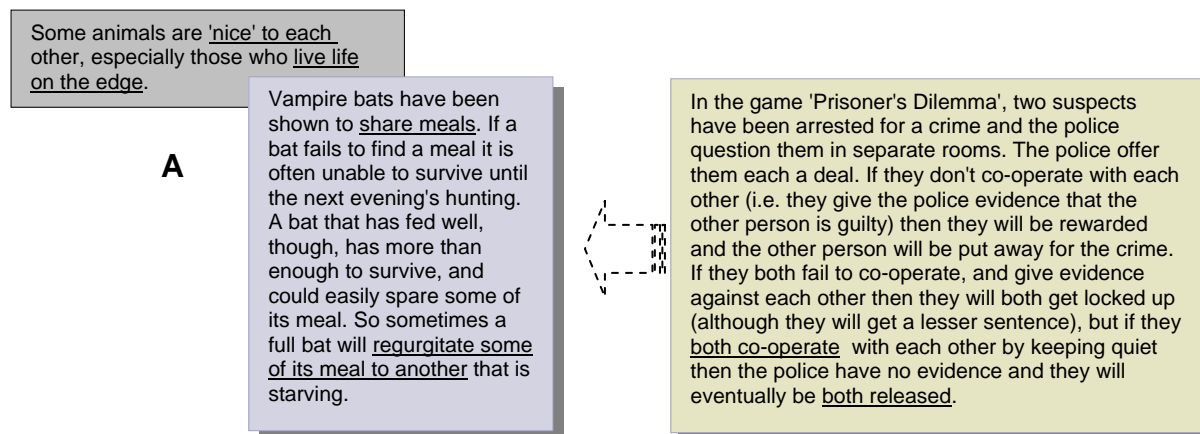 Some animals are 'nice' to each
other, especially those who live life
on the edge.
A
Vampire bats have been
shown to share meals. If a
bat fails to find a meal it is
often unable to survive until
the next evening's hunting.
A bat that has fed well,
though, has more than
enough to survive, and
could easily spare some of
its meal. So sometimes a
full bat will regurgitate some
of its meal to another that is
starving.
In the game 'Prisoner's Dilemma', two suspects
have been arrested for a crime and the police
question them in separate rooms. The police offer
them each a deal. If they don't co-operate with each
other (i.e. they give the police evidence that the
other person is guilty) then they will be rewarded
and the other person will be put away for the crime.
If they both fail to co-operate, and give evidence
against each other then they will both get locked up
(although they will get a lesser sentence), but if they
both co-operate with each other by keeping quiet
then the police have no evidence and they will
eventually be both released.